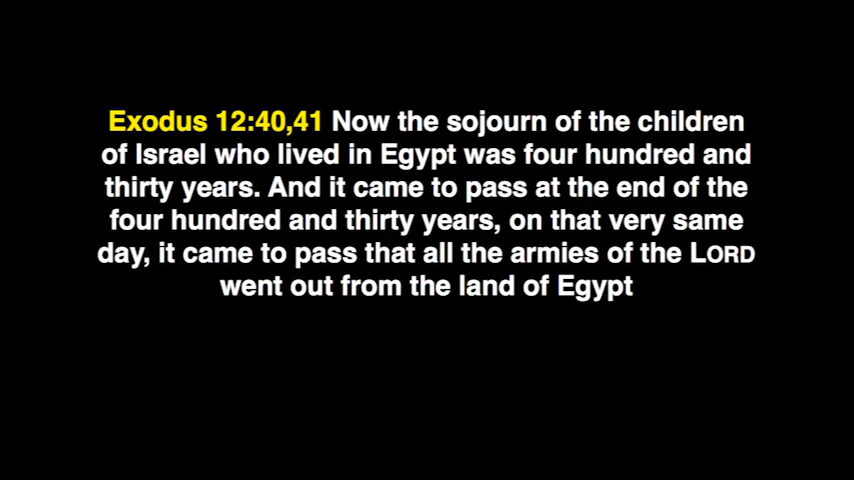 Exodus 12:40,41 Now the sojourn of the children
of Israel who lived in Egypt was four hundred and
thirty years. And it came to pass at the end of the
four hundred and thirty years, on that very same
day, it came to pass that all the armies of the LORD
went out from the land of Egypt